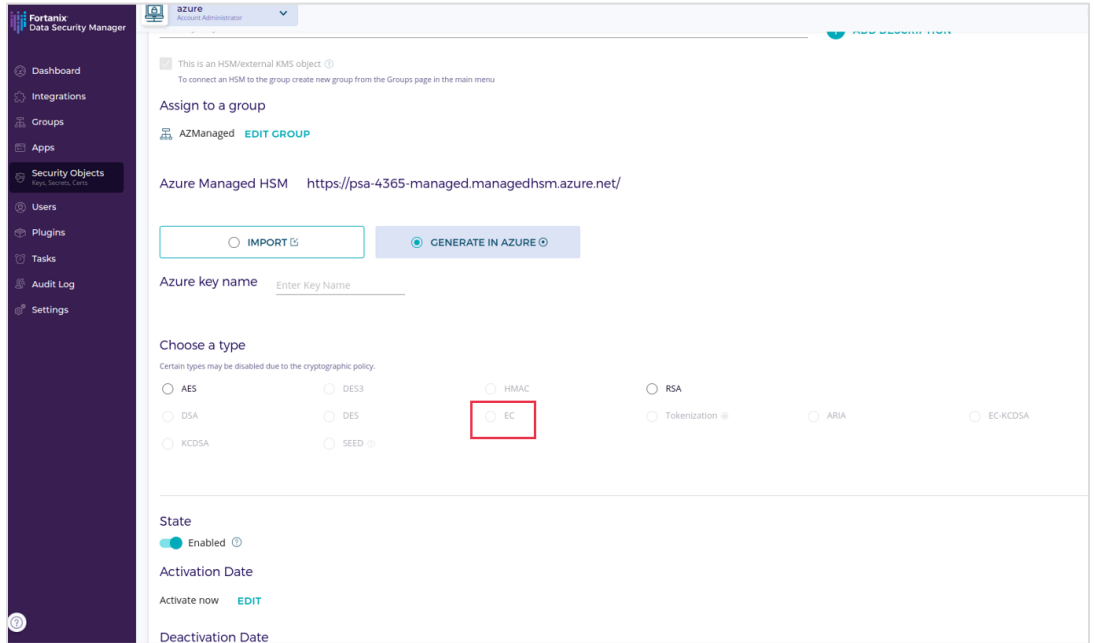 Fortanix
Data Security Manager
azure
Account Administrator
ADD DESCRIPTION
Dashboard
Integrations
Groups
Apps
Security Objects
Keys, Secrets, Certs
Users
Plugins
Tasks
Audit Log
Settings
This is an HSM/external KMS object
To connect an HSM to the group create new group from the Groups page in the main menu
Assign to a group
AZManaged EDIT GROUP
Azure Managed HSM https://psa-4365-managed.managedhsm.azure.net/
IMPORT GENERATE IN AZURE
Azure key name Enter Key Name
Choose a type
Certain types may be disabled due to the cryptographic policy.
AES DES3 HMAC RSA
DSA DES EC Tokenization ARIA EC-KCDSA
KCDSA SEED
State
Enabled
Activation Date
Activate now EDIT
Deactivation Date